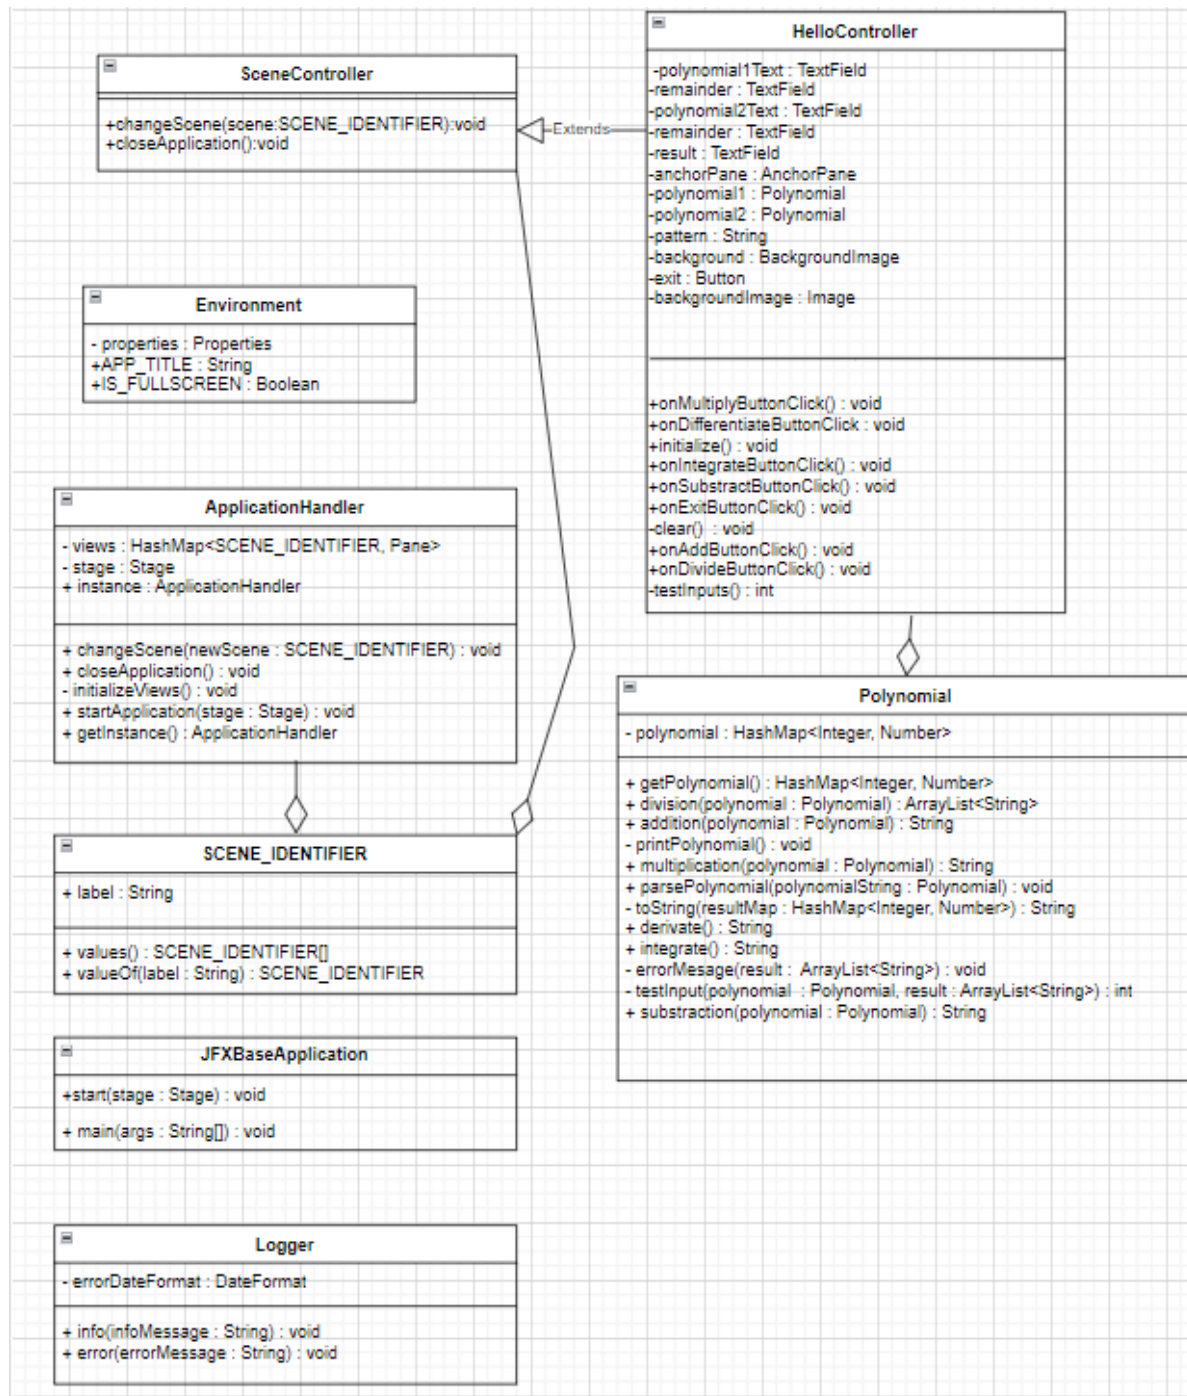 SceneController
+changeScene(scene:SCENE_IDENTIFIER):void
+closeApplication():void
Extends
HelloController
-polynomial1Text : TextField
-remainder : TextField
-polynomial2Text : TextField
-remainder : TextField
-result : TextField
-anchorPane : AnchorPane
-polynomial1 : Polynomial
-polynomial2 : Polynomial
-pattern : String
-background : BackgroundImage
-exit : Button
-backgroundImage : Image
+onMultiplyButtonClick() : void
+onDifferentiateButtonClick : void
+initialize() : void
+onIntegrateButtonClick() : void
+onSubstractButtonClick() : void
+onExitButtonClick() : void
-clear() : void
+onAddButtonClick() : void
+onDivideButtonClick() : void
-testInputs() : int
Environment
- properties : Properties
+APP_TITLE : String
+IS_FULLSCREEN : Boolean
ApplicationHandler
- views : HashMap<SCENE_IDENTIFIER, Pane>
- stage : Stage
+ instance : ApplicationHandler
+ changeScene(newScene : SCENE_IDENTIFIER) : void
+ closeApplication() : void
- initializeViews() : void
+ startApplication(stage : Stage) : void
+ getInstance() : ApplicationHandler
Polynomial
- polynomial : HashMap<Integer, Number>
+ getPolynomial() : HashMap<Integer, Number>
+ division(polynomial : Polynomial) : ArrayList<String>
+ addition(polynomial : Polynomial) : String
- printPolynomial() : void
+ multiplication(polynomial : Polynomial) : String
+ parsePolynomial(polynomialString : Polynomial) : void
- toString(resultMap : HashMap<Integer, Number>) : String
+ derivate() : String
+ integrate() : String
- errorMesage(result : ArrayList<String>) : void
- testInput(polynomial : Polynomial, result : ArrayList<String>) : int
+ substraction(polynomial : Polynomial) : String
SCENE_IDENTIFIER
+ label : String
+ values() : SCENE_IDENTIFIER[]
+ valueOf(label : String) : SCENE_IDENTIFIER
JFXBaseApplication
+start(stage : Stage) : void
+ main(args : String[]) : void
Logger
- errorDateFormat : DateFormat
+ info(infoMessage : String) : void
+ error(errorMessage : String) : void